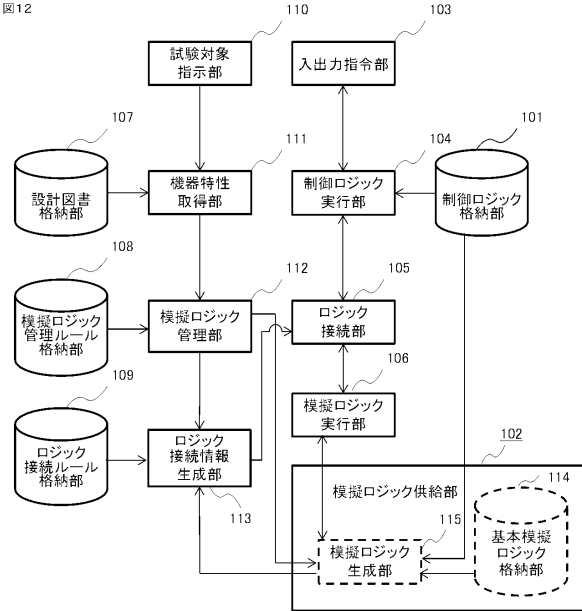 図12
110
試験対象
指示部
103
入出力指令部
107
設計図書
格納部
111
機器特性
取得部
104
制御ロジック
実行部
101
制御ロジック
格納部
108
模擬ロジック
管理ルール
格納部
112
模擬ロジック
管理部
105
ロジック
接続部
106
模擬ロジック
実行部
109
ロジック
接続ルール
格納部
ロジック
接続情報
生成部
113
102
模擬ロジック供給部
114
基本模擬
ロジック
格納部
115
模擬ロジック
生成部